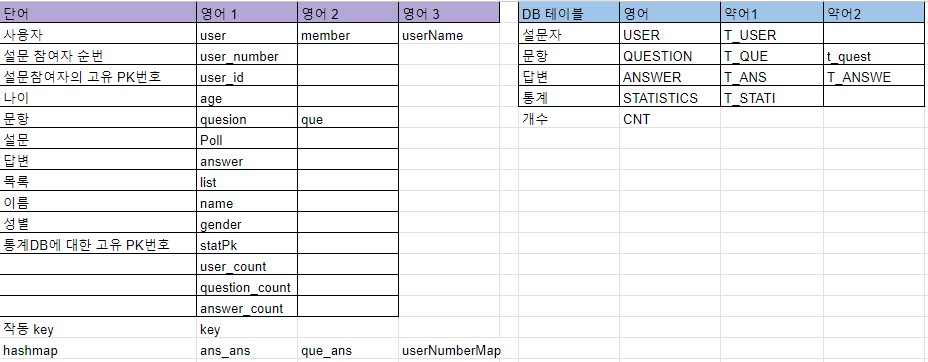 단어 영어 1 영어 2 영어 3 DB 테이블 영어 약어1 약어2
사용자 user member userName 설문자 USER T_USER
설문 참여자 순번 user_number 문항 QUESTION T_QUE t_quest
설문참여자의 고유 PK번호 user_id 답변 ANSWER T_ANS T_ANSWE
나이 age 통계 STATISTICS T_STATI
문항 quesion que 개수 CNT
설문 Poll
답변 answer
목록 list
이름 name
성별 gender
통계DB에 대한 고유 PK번호 statPk
user_count
question_count
answer_count
작동 key key
hashmap ans_ans que_ans userNumberMap